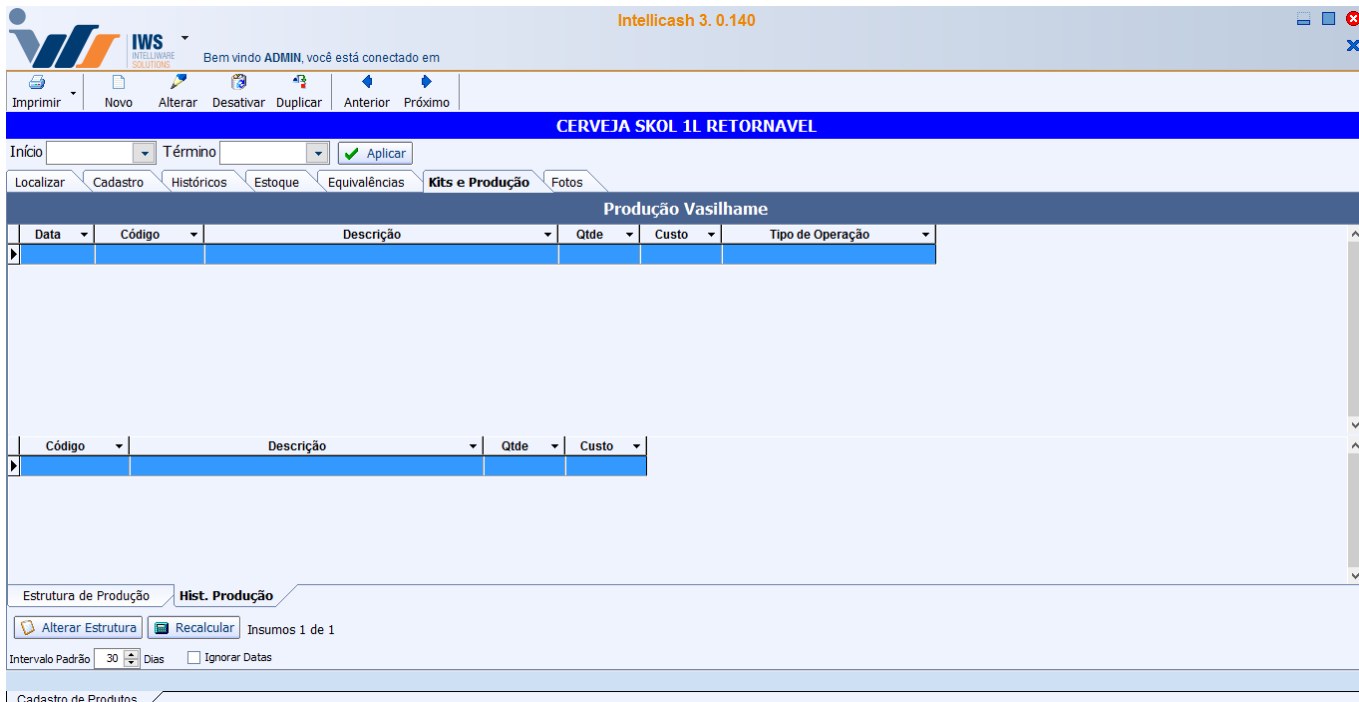 Intellicash 3. 0.140
IWS
INTELLIWARE
SOLUTIONS
Bem vindo ADMIN, você está conectado em
Imprimir Novo Alterar Desativar Duplicar Anterior Próximo
CERVEJA SKOL 1L RETORNAVEL
Início Término Aplicar
Localizar Cadastro Históricos Estoque Equivalências Kits e Produção Fotos
Produção Vasilhame
Data Código Descrição Qtde Custo Tipo de Operação
Código Descrição Qtde Custo
Estrutura de Produção Hist. Produção
Alterar Estrutura Recalcular Insumos 1 de 1
Intervalo Padrão 30 Dias Ignorar Datas
Cadastro de Produtos